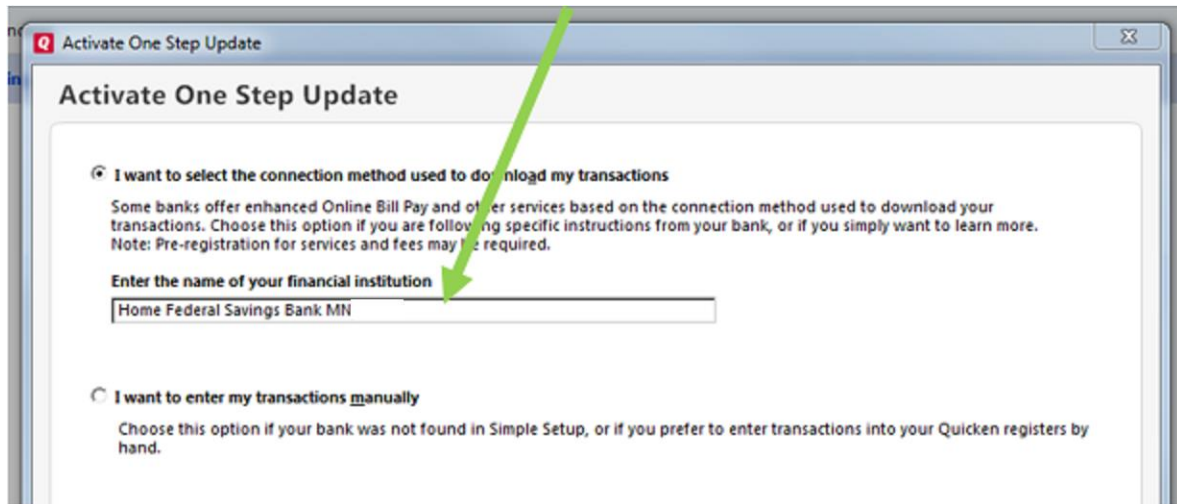 Activate One Step Update
Activate One Step Update
I want to select the connection method used to download my transactions
Some banks offer enhanced Online Bill Pay and other services based on the connection method used to download your
transactions. Choose this option if you are following specific instructions from your bank, or if you simply want to learn more.
Note: Pre-registration for services and fees may be required.
Enter the name of your financial institution
Home Federal Savings Bank MN
I want to enter my transactions manually
Choose this option if your bank was not found in Simple Setup, or if you prefer to enter transactions into your Quicken registers by
hand.